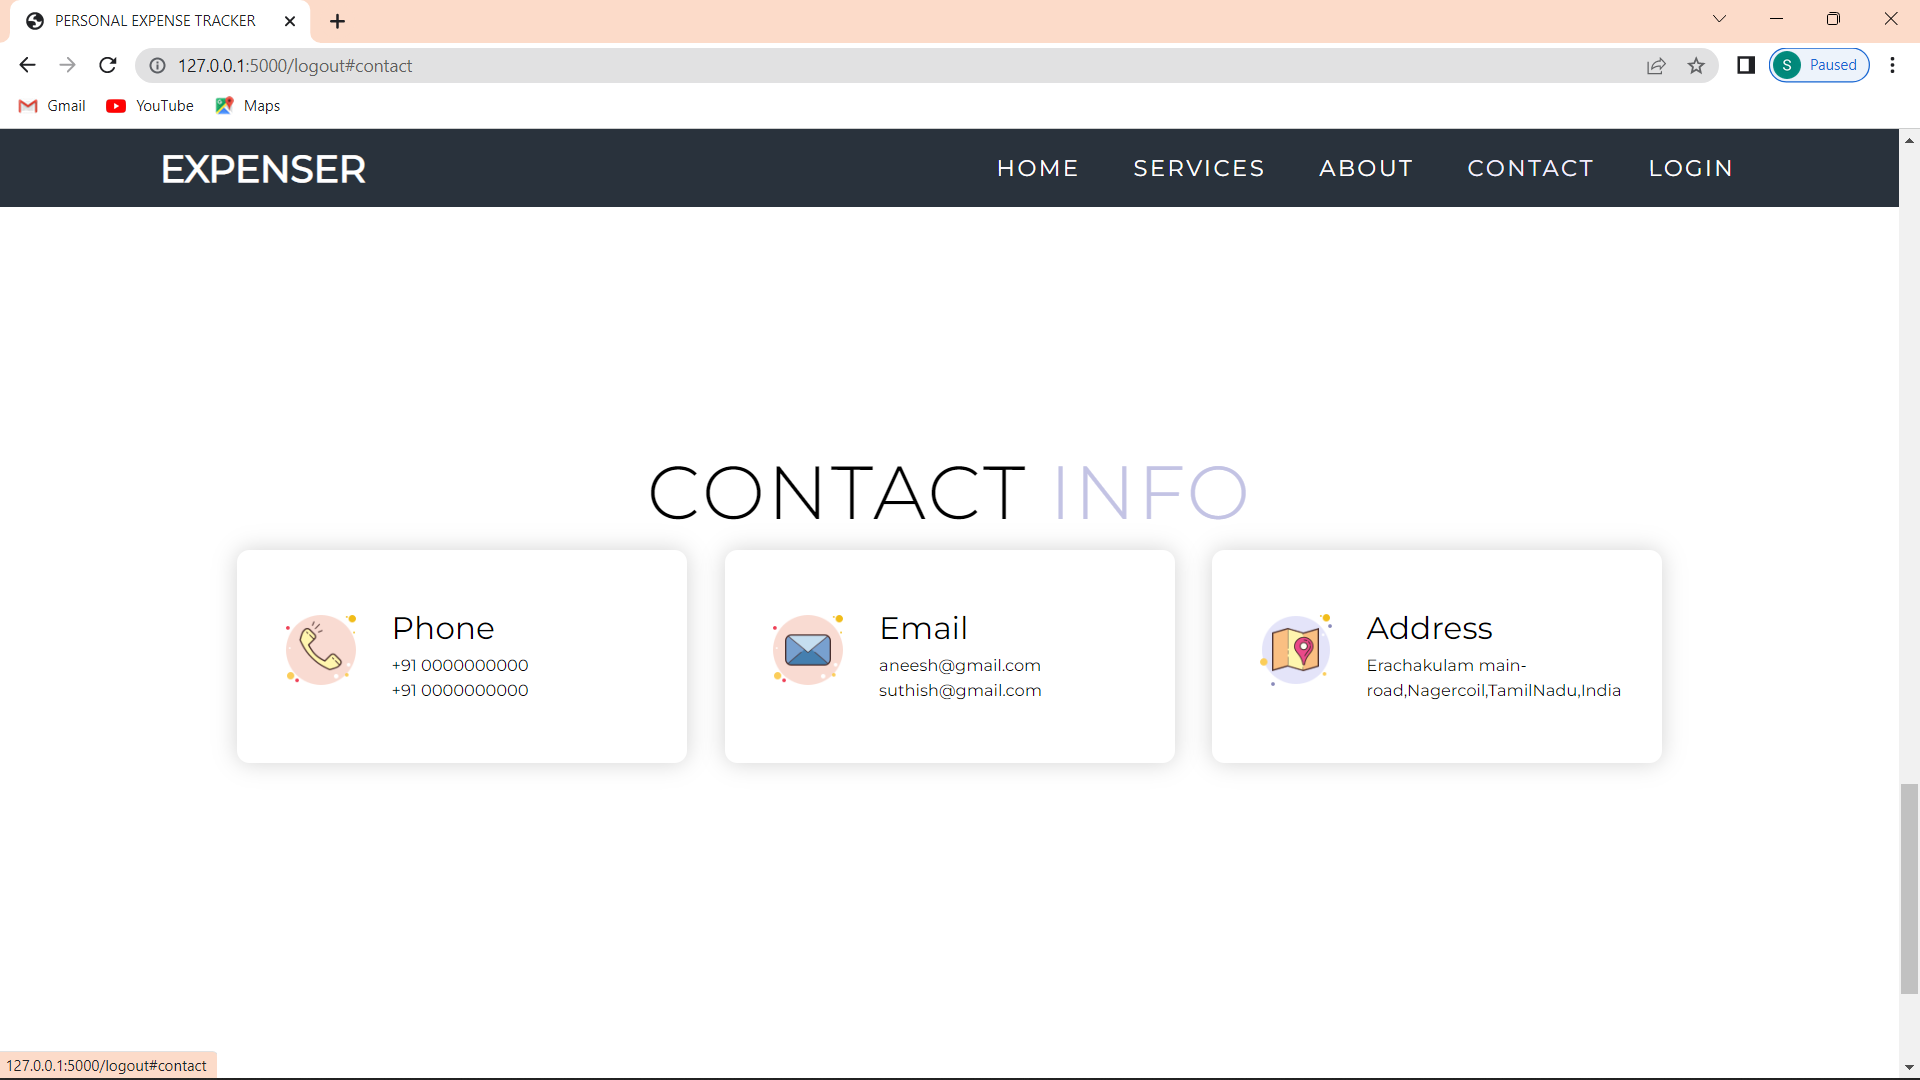 PERSONAL EXPENSE TRACKER
127.0.0.1:5000/logout#contact
S Paused
Gmail YouTube Maps
EXPENSER HOME SERVICES ABOUT CONTACT LOGIN
CONTACT INFO
Phone
+91 0000000000
+91 0000000000
Email
aneesh@gmail.com
suthish@gmail.com
Address
Erachakulam main-
road,Nagercoil,TamilNadu,India
127.0.0.1:5000/logout#contact